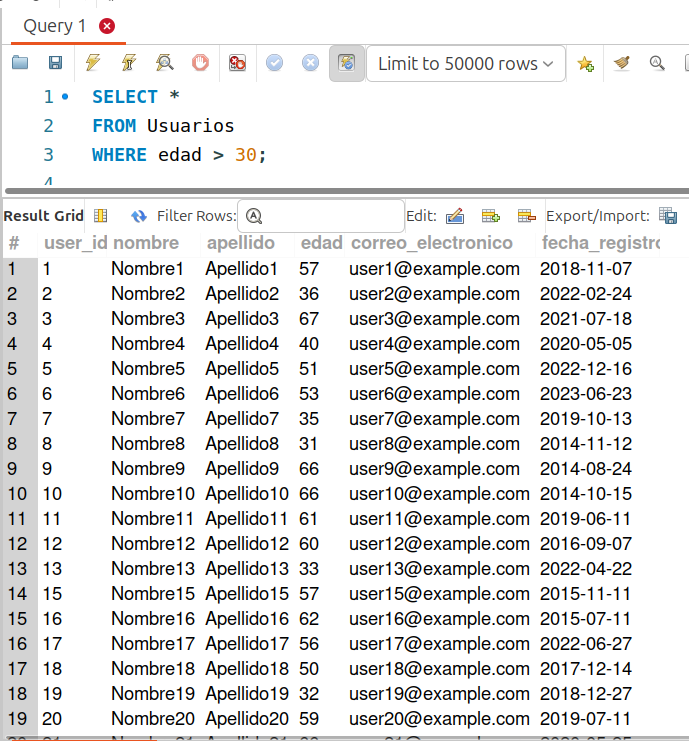 Query 1
Limit to 50000 rows
1 SELECT *
2 FROM Usuarios
3 WHERE edad > 30;
4
Result Grid Filter Rows: Edit: Export/Import:
# user_id nombre apellido edad correo_electronico fecha_registro
1 1 Nombre1 Apellido1 57 user1@example.com 2018-11-07
2 2 Nombre2 Apellido2 36 user2@example.com 2022-02-24
3 3 Nombre3 Apellido3 67 user3@example.com 2021-07-18
4 4 Nombre4 Apellido4 40 user4@example.com 2020-05-05
5 5 Nombre5 Apellido5 51 user5@example.com 2022-12-16
6 6 Nombre6 Apellido6 53 user6@example.com 2023-06-23
7 7 Nombre7 Apellido7 35 user7@example.com 2019-10-13
8 8 Nombre8 Apellido8 31 user8@example.com 2014-11-12
9 9 Nombre9 Apellido9 66 user9@example.com 2014-08-24
10 10 Nombre10 Apellido10 66 user10@example.com 2014-10-15
11 11 Nombre11 Apellido11 61 user11@example.com 2019-06-11
12 12 Nombre12 Apellido12 60 user12@example.com 2016-09-07
13 13 Nombre13 Apellido13 33 user13@example.com 2022-04-22
14 15 Nombre15 Apellido15 57 user15@example.com 2015-11-11
15 16 Nombre16 Apellido16 62 user16@example.com 2015-07-11
16 17 Nombre17 Apellido17 56 user17@example.com 2022-06-27
17 18 Nombre18 Apellido18 50 user18@example.com 2017-12-14
18 19 Nombre19 Apellido19 32 user19@example.com 2018-12-27
19 20 Nombre20 Apellido20 59 user20@example.com 2019-07-11